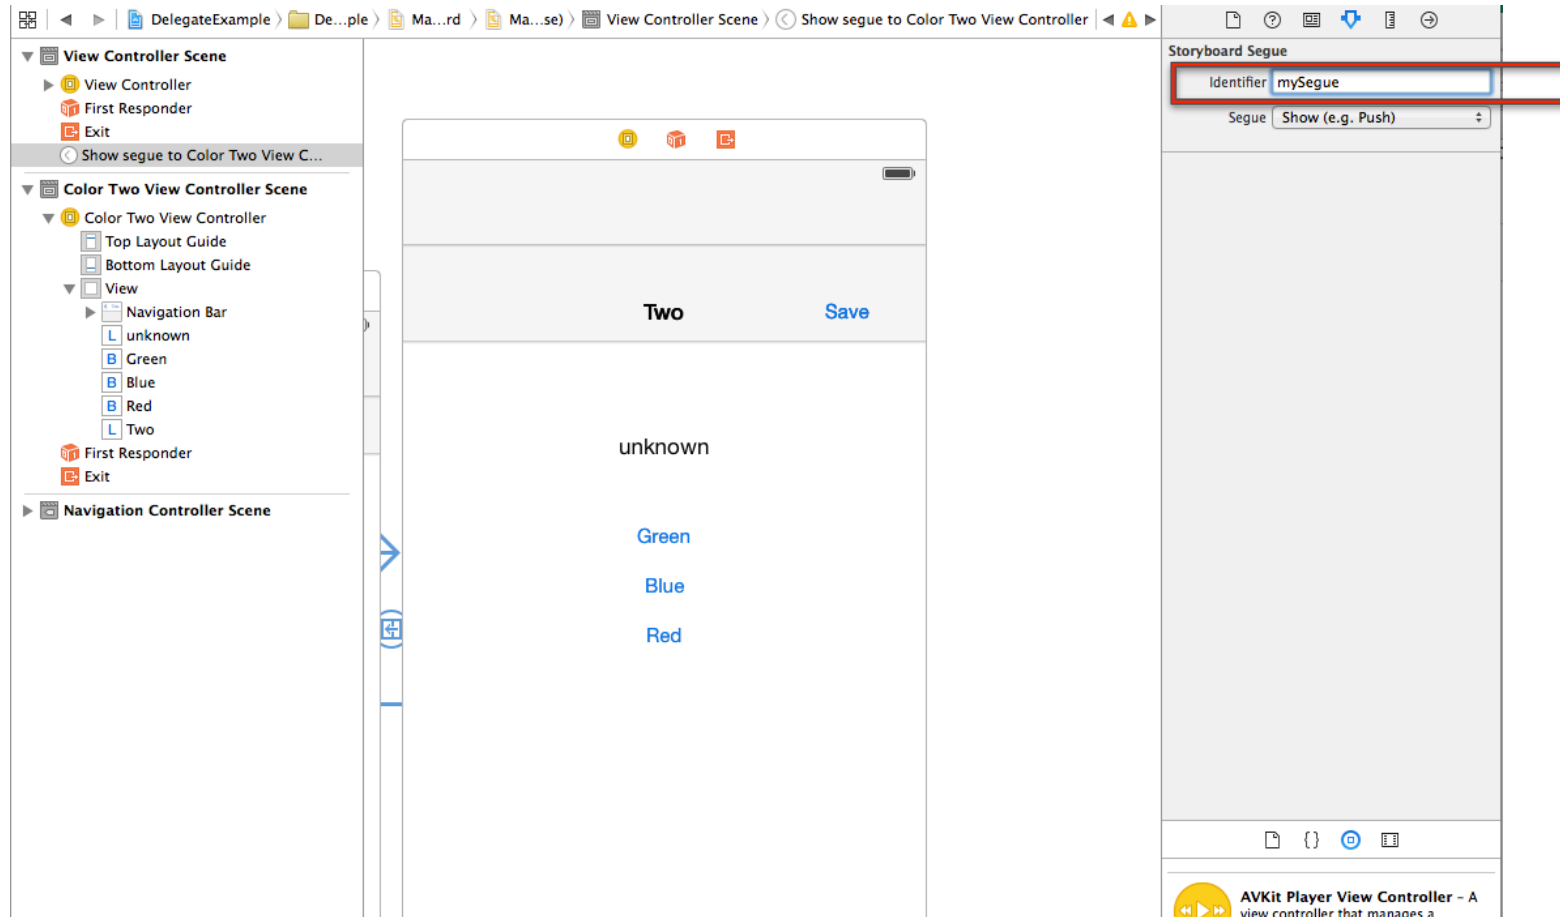 DelegateExample
De...ple
Ma...rd
Ma...se)
View Controller Scene
Show segue to Color Two View Controller
View Controller Scene
View Controller
First Responder
Exit
Show segue to Color Two View C...
Color Two View Controller Scene
Color Two View Controller
Top Layout Guide
Bottom Layout Guide
View
Navigation Bar
L unknown
B Green
B Blue
B Red
L Two
First Responder
Exit
Navigation Controller Scene
Two
Save
unknown
Green
Blue
Red
Storyboard Segue
Identifier mySegue
Segue Show (e.g. Push)
{}
AVKit Player View Controller – A
view controller that manages a